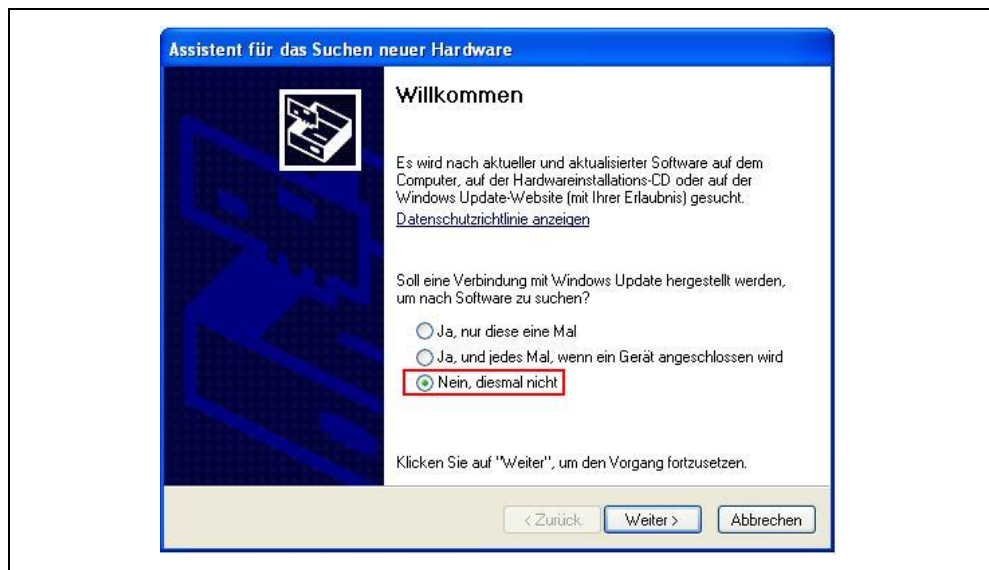 Assistent für das Suchen neuer Hardware
Willkommen
Es wird nach aktueller und aktualisierter Software auf dem
Computer, auf der Hardwareinstallations-CD oder auf der
Windows Update-Website (mit Ihrer Erlaubnis) gesucht.
Datenschutzrichtlinie anzeigen
Soll eine Verbindung mit Windows Update hergestellt werden,
um nach Software zu suchen?
Ja, nur diese eine Mal
Ja, und jedes Mal, wenn ein Gerät angeschlossen wird
Nein, diesmal nicht
Klicken Sie auf "Weiter", um den Vorgang fortzusetzen.
< Zurück Weiter > Abbrechen